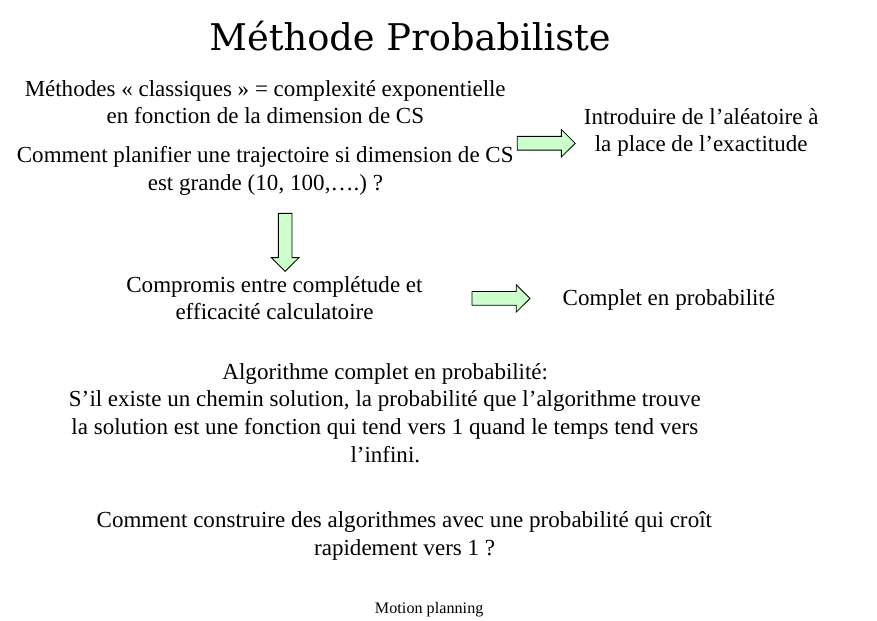 Méthode Probabiliste
Méthodes « classiques » = complexité exponentielle
en fonction de la dimension de CS
Introduire de l’aléatoire à
la place de l’exactitude
Comment planifier une trajectoire si dimension de CS
est grande (10, 100,….) ?
Compromis entre complétude et
efficacité calculatoire
Complet en probabilité
Algorithme complet en probabilité:
S’il existe un chemin solution, la probabilité que l’algorithme trouve
la solution est une fonction qui tend vers 1 quand le temps tend vers
l’infini.
Comment construire des algorithmes avec une probabilité qui croît
rapidement vers 1 ?
Motion planning